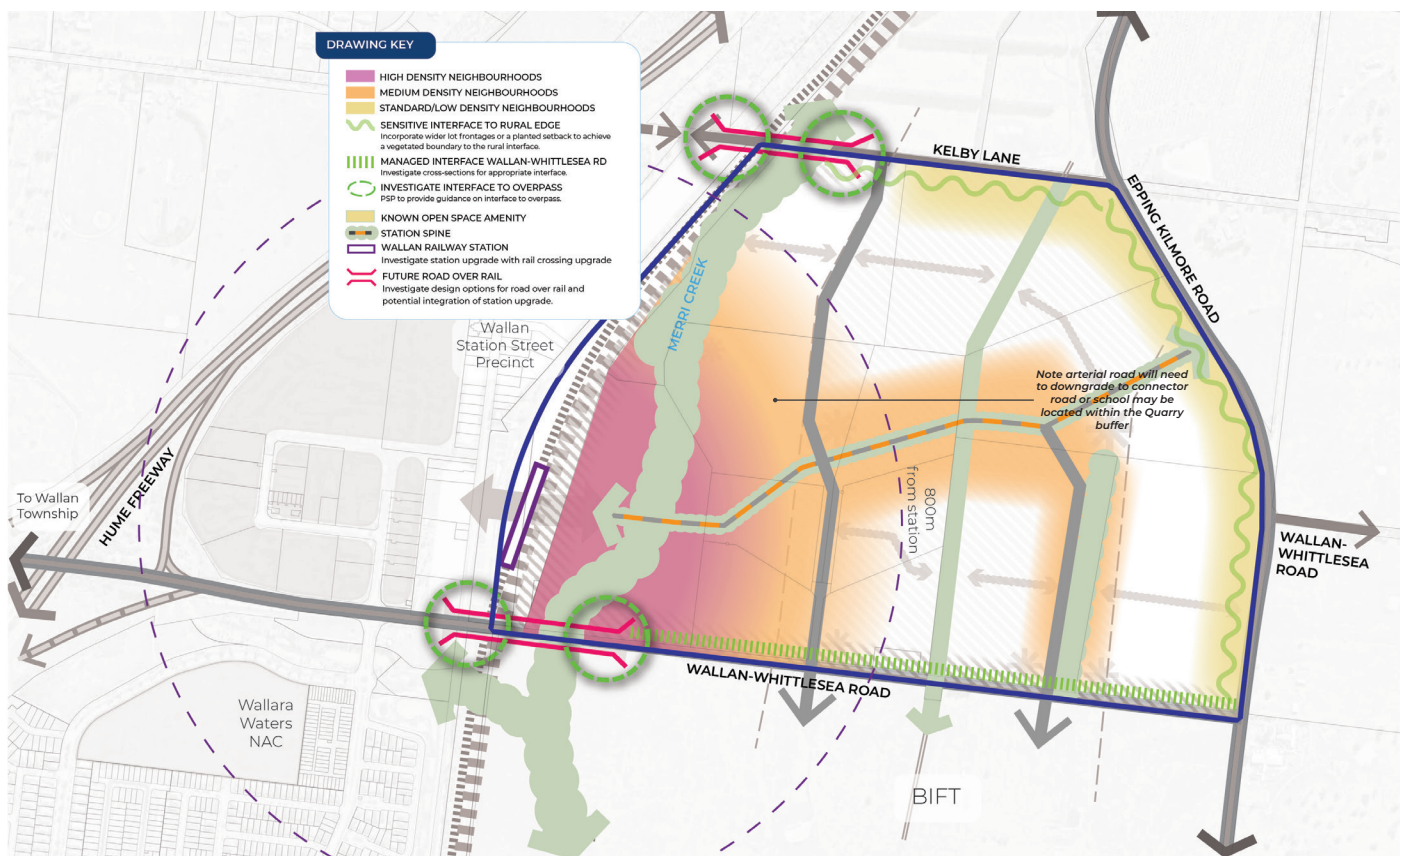 DRAWING KEY
HIGH DENSITY NEIGHBOURHOODS
MEDIUM DENSITY NEIGHBOURHOODS
STANDARD/LOW DENSITY NEIGHBOURHOODS
SENSITIVE INTERFACE TO RURAL EDGE
Incorporate wider lot frontages or a planted setback to achieve
a vegetated boundary to the rural interface.
MANAGED INTERFACE WALLAN-WHITTLESEA RD
Investigate cross-sections for appropriate interface.
INVESTIGATE INTERFACE TO OVERPASS
PSP to provide guidance on interface to overpass.
KNOWN OPEN SPACE AMENITY
STATION SPINE
WALLAN RAILWAY STATION
Investigate station upgrade with rail crossing upgrade
FUTURE ROAD OVER RAIL
Investigate design options for road over rail and
potential integration of station upgrade.
KELBY LANE
EPPING KILMORE ROAD
MERRI CREEK
Wallan
Station Street
Precinct
Note arterial road will need
to downgrade to connector
road or school may be
located within the Quarry
buffer
800m
from station
To Wallan
Township
HUME FREEWAY
WALLAN-
WHITTLESEA
ROAD
WALLAN-WHITTLESEA ROAD
Wallara
Waters
NAC
BIFT